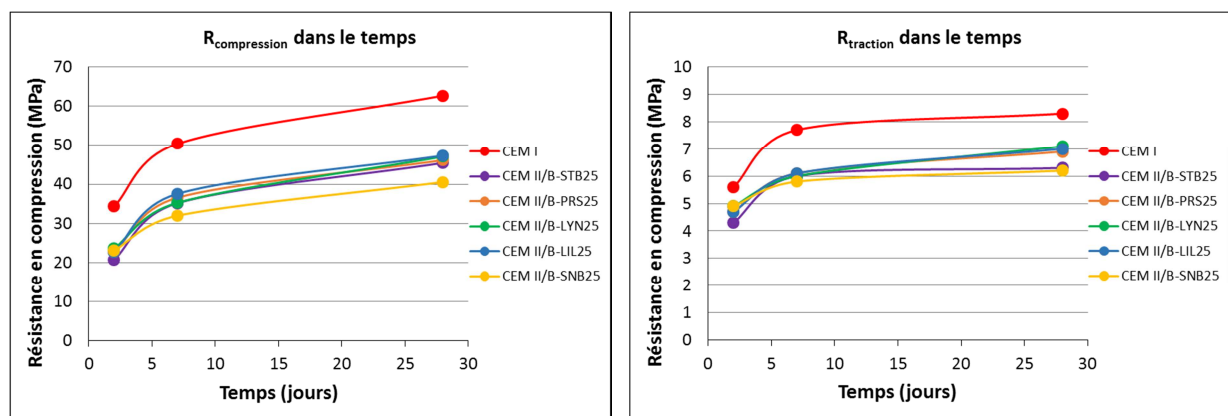 R compression dans le temps
Résistance en compression (MPa)
70
60
50
40
30
20
10
0
0 5 10 15 20 25 30
Temps (jours)
CEM I
CEM II/B-STB25
CEM II/B-PRS25
CEM II/B-LYN25
CEM II/B-LIL25
CEM II/B-SNB25
R traction dans le temps
Résistance en compression (MPa)
10
9
8
7
6
5
4
3
2
1
0
0 5 10 15 20 25 30
Temps (jours)
CEM I
CEM II/B-STB25
CEM II/B-PRS25
CEM II/B-LYN25
CEM II/B-LIL25
CEM II/B-SNB25